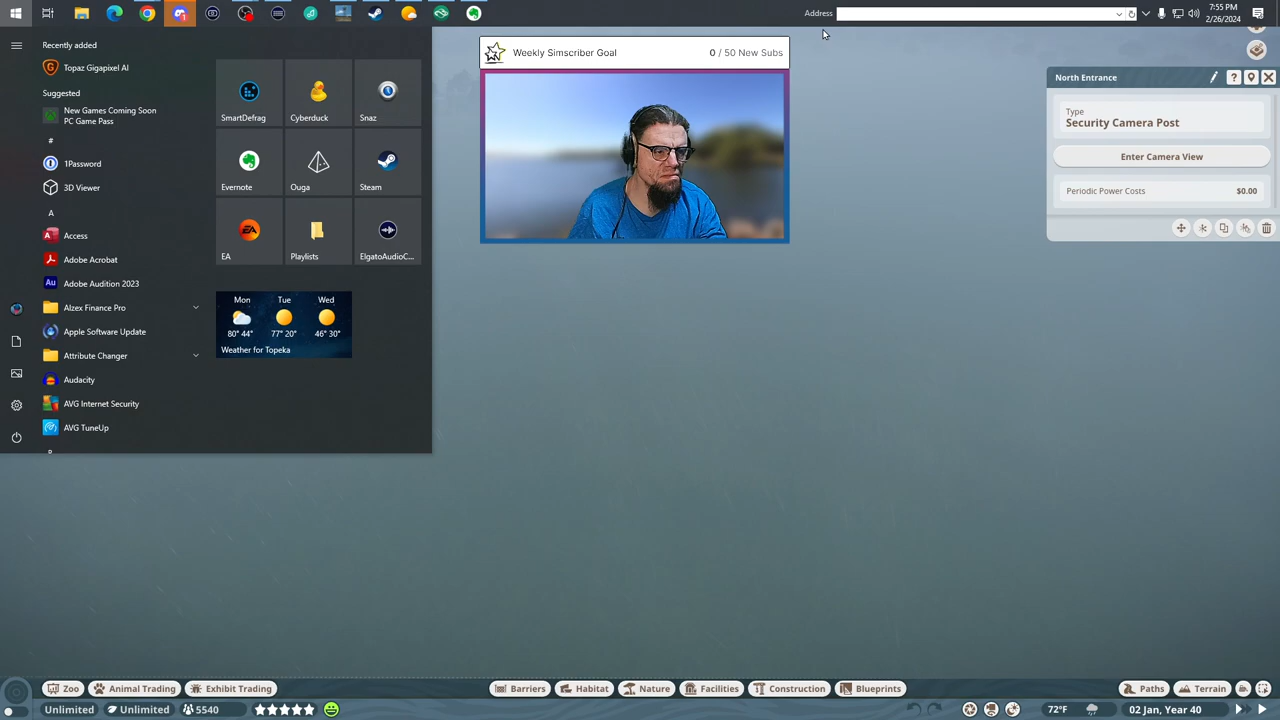 Address
7:55 PM
2/26/2024
Recently added
Topaz Gigapixel AI
Suggested
New Games Coming Soon
PC Game Pass
#
1Password
3D Viewer
A
Access
Adobe Acrobat
Adobe Audition 2023
Alzex Finance Pro
Apple Software Update
Attribute Changer
Audacity
AVG Internet Security
AVG TuneUp
SmartDefrag
Cyberduck
Snaz
Evernote
Ouga
Steam
EA
Playlists
ElgatoAudioC...
Mon Tue Wed
80° 44° 77° 20° 46° 30°
Weather for Topeka
Weekly Simscriber Goal 0 / 50 New Subs
North Entrance
Type
Security Camera Post
Enter Camera View
Periodic Power Costs $0.00
Zoo Animal Trading Exhibit Trading Barriers Habitat Nature Facilities Construction Blueprints Paths Terrain
Unlimited Unlimited 5540 72°F 02 Jan, Year 40